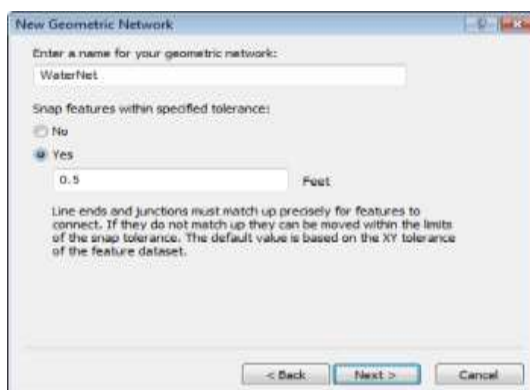 New Geometric Network
Enter a name for your geometric network:
WaterNet
Snap features within specified tolerance:
No
Yes
0.5 Feet
Line ends and junctions must match up precisely for features to
connect. If they do not match up they can be moved within the limits
of the snap tolerance. The default value is based on the XY tolerance
of the feature dataset.
< Back Next > Cancel